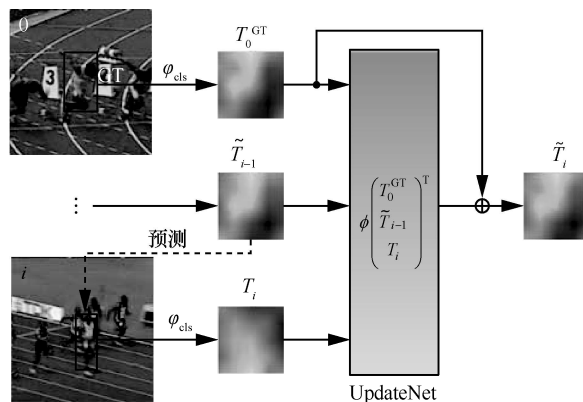 0
3
GT
φcls
T₀ᴳᵀ
T̃ᵢ₋₁
⋮
预测
i
φcls
Tᵢ
ϕ(T₀ᴳᵀ
T̃ᵢ₋₁
Tᵢ)ᵀ
UpdateNet
⊕
T̃ᵢ